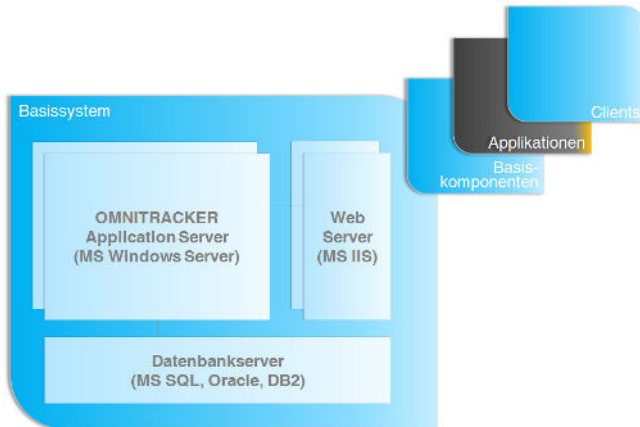 Basissystem
OMNITRACKER
Application Server
(MS Windows Server)
Web
Server
(MS IIS)
Datenbankserver
(MS SQL, Oracle, DB2)
Clients
Applikationen
Basis-
komponenten